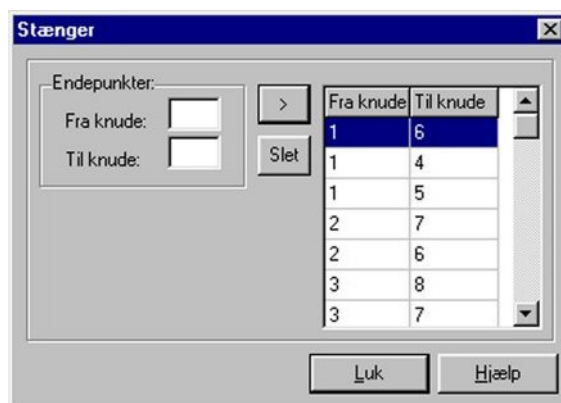 Stænger
Endepunkter:
Fra knude:
Til knude:
>
Slet
Fra knude Til knude
1 6
1 4
1 5
2 7
2 6
3 8
3 7
Luk
Hjælp